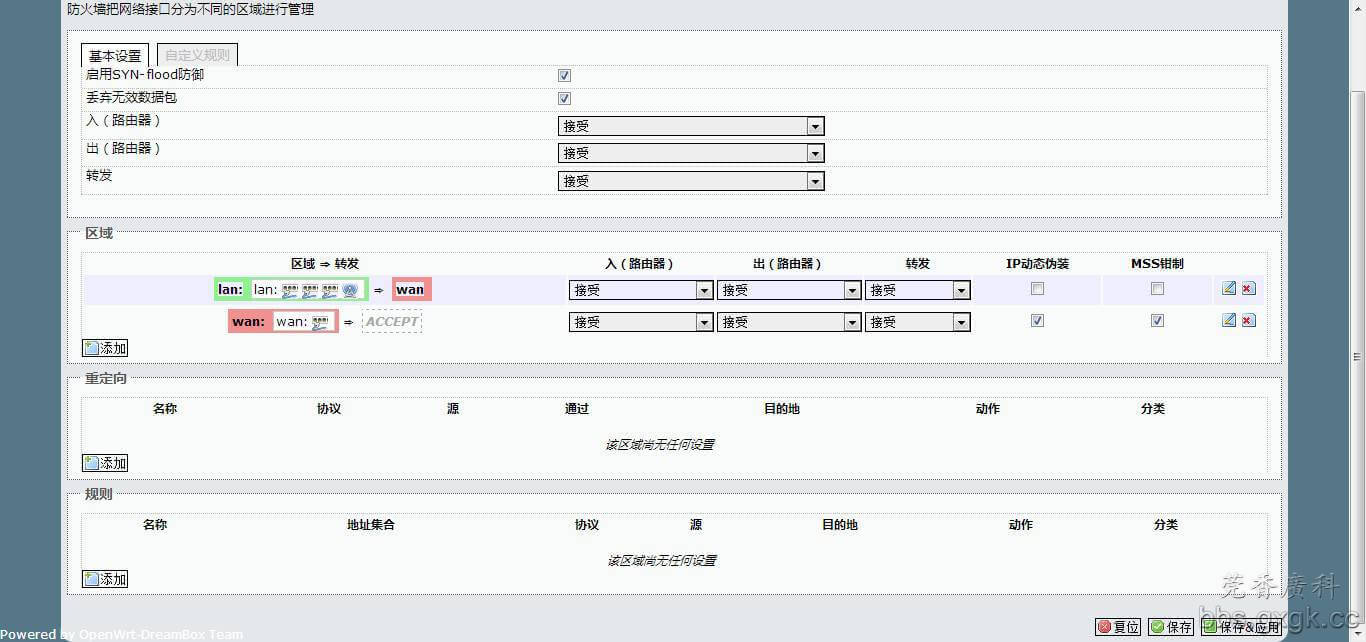 防火墙把网络接口分为不同的区域进行管理
基本设置 自定义规则
启用SYN-flood防御
丢弃无效数据包
入（路由器） 接受
出（路由器） 接受
转发 接受
区域
区域 ⇒ 转发 入（路由器） 出（路由器） 转发 IP动态伪装 MSS钳制
lan: lan: ⇒ wan 接受 接受 接受
wan: wan: ⇒ ACCEPT 接受 接受 接受
添加
重定向
名称 协议 源 通过 目的地 动作 分类
该区域尚无任何设置
添加
规则
名称 地址集合 协议 源 目的地 动作 分类
该区域尚无任何设置
添加
莞香廣科
bbs.gxgk.cc
复位 保存 保存&应用
Powered by OpenWrt-DreamBox Team